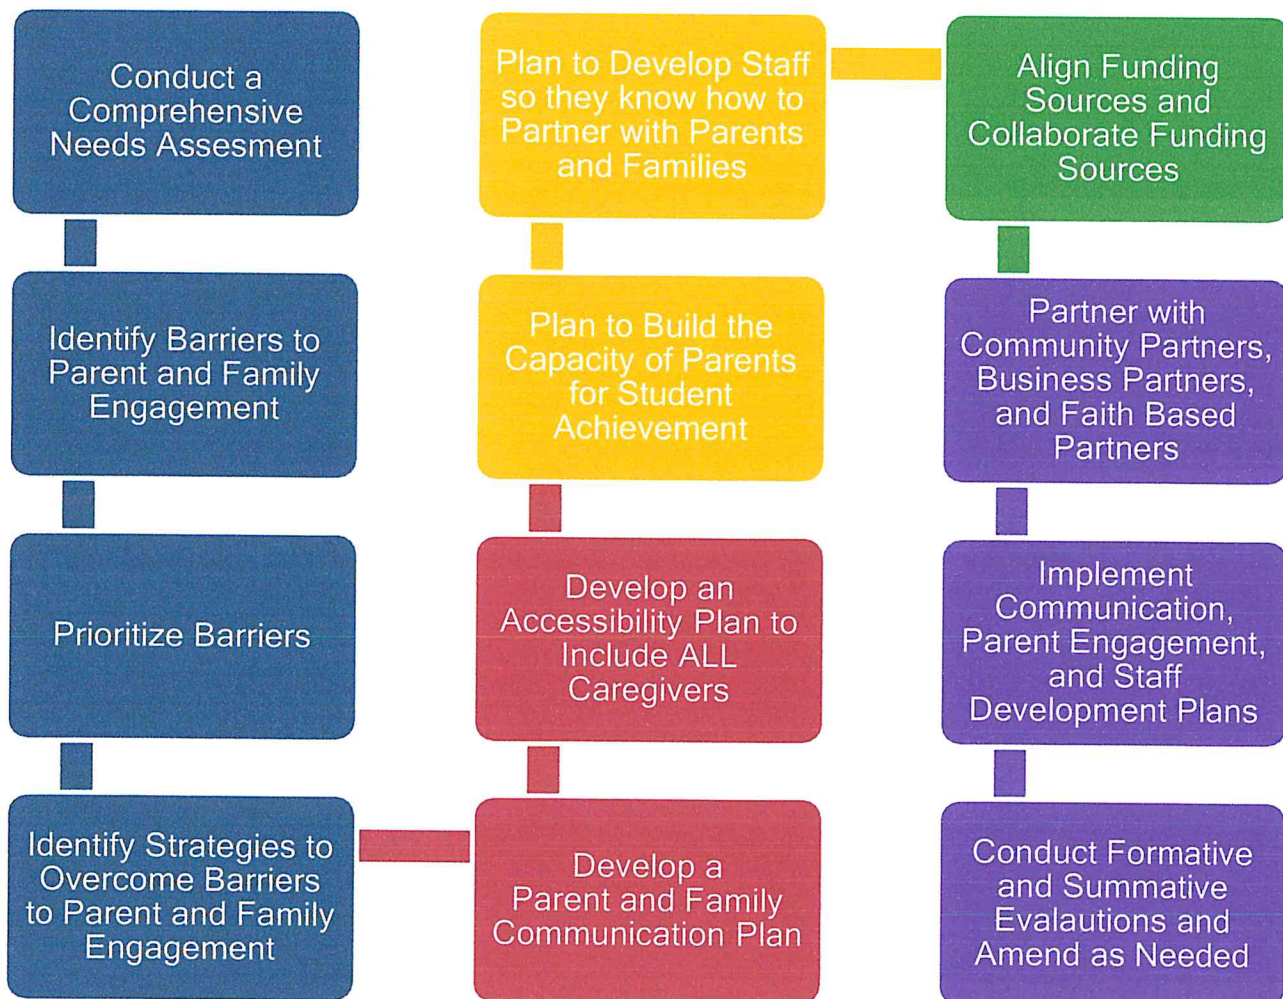 Conduct a
Comprehensive
Needs Assesment
Identify Barriers to
Parent and Family
Engagement
Prioritize Barriers
Identify Strategies to
Overcome Barriers
to Parent and Family
Engagement
Develop a
Parent and Family
Communication Plan
Develop an
Accessibility Plan to
Include ALL
Caregivers
Plan to Build the
Capacity of Parents
for Student
Achievement
Plan to Develop Staff
so they know how to
Partner with Parents
and Families
Align Funding
Sources and
Collaborate Funding
Sources
Partner with
Community Partners,
Business Partners,
and Faith Based
Partners
Implement
Communication,
Parent Engagement,
and Staff
Development Plans
Conduct Formative
and Summative
Evalautions and
Amend as Needed